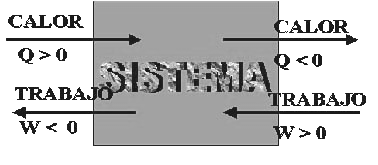 CALOR
Q > 0
CALOR
Q < 0
SISTEMA
TRABAJO
W < 0
TRABAJO
W > 0